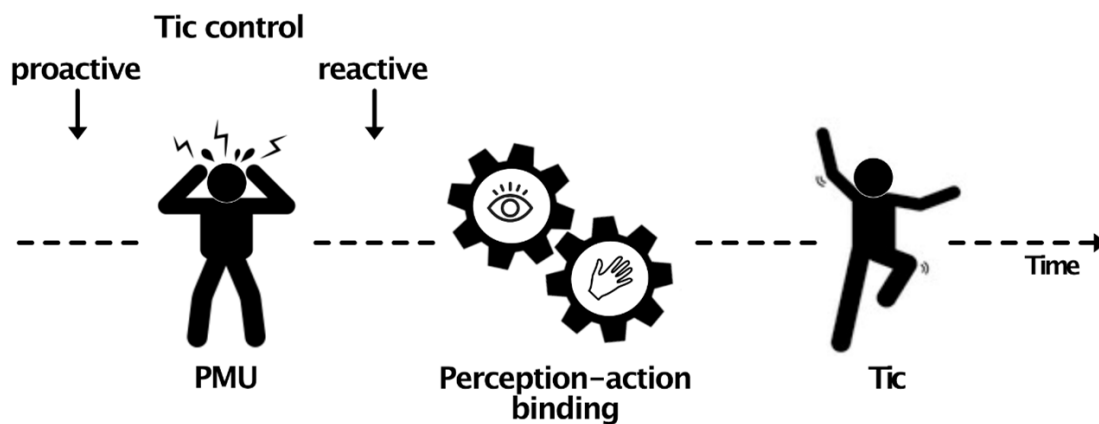 Tic control
proactive
reactive
PMU
Perception–action
binding
Tic
Time